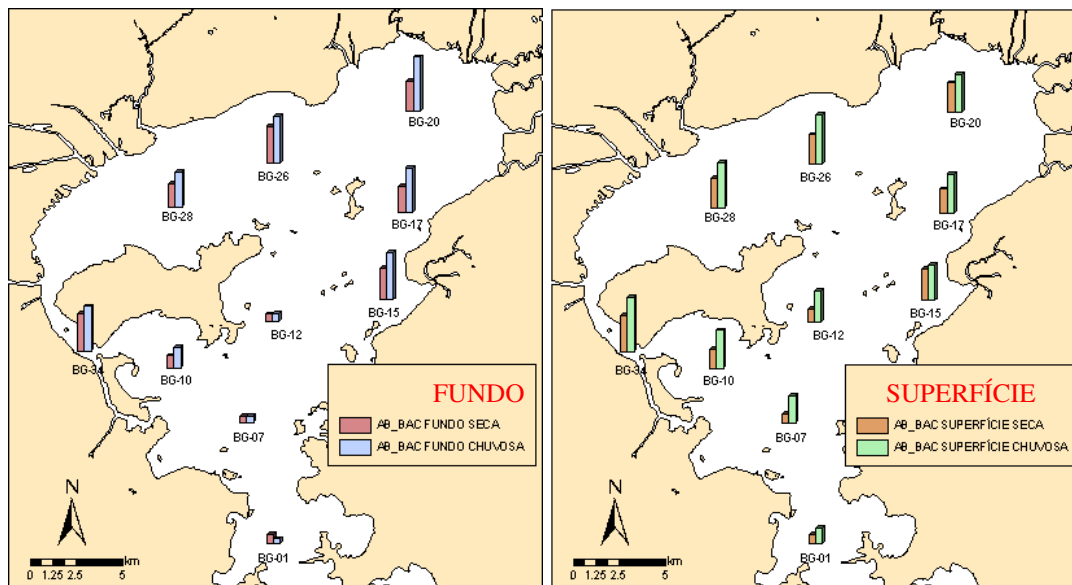 BG-20
BG-26
BG-28
BG-17
BG-15
BG-12
BG-34
BG-10
BG-07
BG-01
FUNDO
AB_BAC FUNDO SECA
AB_BAC FUNDO CHUVOSA
N
km
0 1.25 2.5 5
BG-20
BG-26
BG-28
BG-17
BG-15
BG-12
BG-34
BG-10
BG-07
BG-01
SUPERFÍCIE
AB_BAC SUPERFÍCIE SECA
AB_BAC SUPERFÍCIE CHUVOSA
N
km
0 1.25 2.5 5